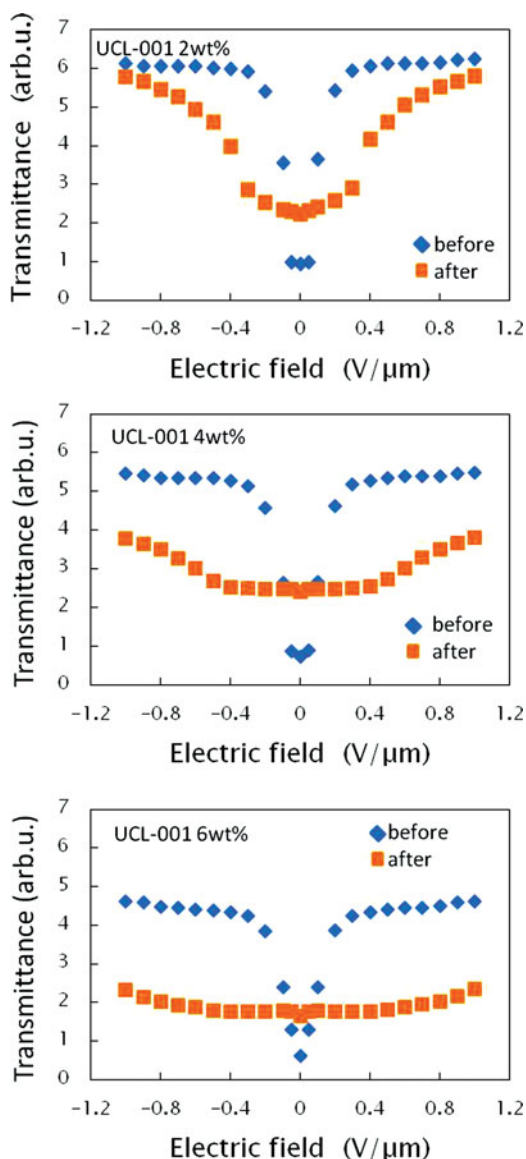 7
UCL-001 2wt%
6
5
4
3
2
1
0
before
after
Transmittance (arb.u.)
−1.2 −0.8 −0.4 0 0.4 0.8 1.2
Electric field (V/μm)
7
UCL-001 4wt%
6
5
4
3
2
1
0
before
after
Transmittance (arb.u.)
−1.2 −0.8 −0.4 0 0.4 0.8 1.2
Electric field (V/μm)
7
UCL-001 6wt%
6
5
4
3
2
1
0
before
after
Transmittance (arb.u.)
−1.2 −0.8 −0.4 0 0.4 0.8 1.2
Electric field (V/μm)